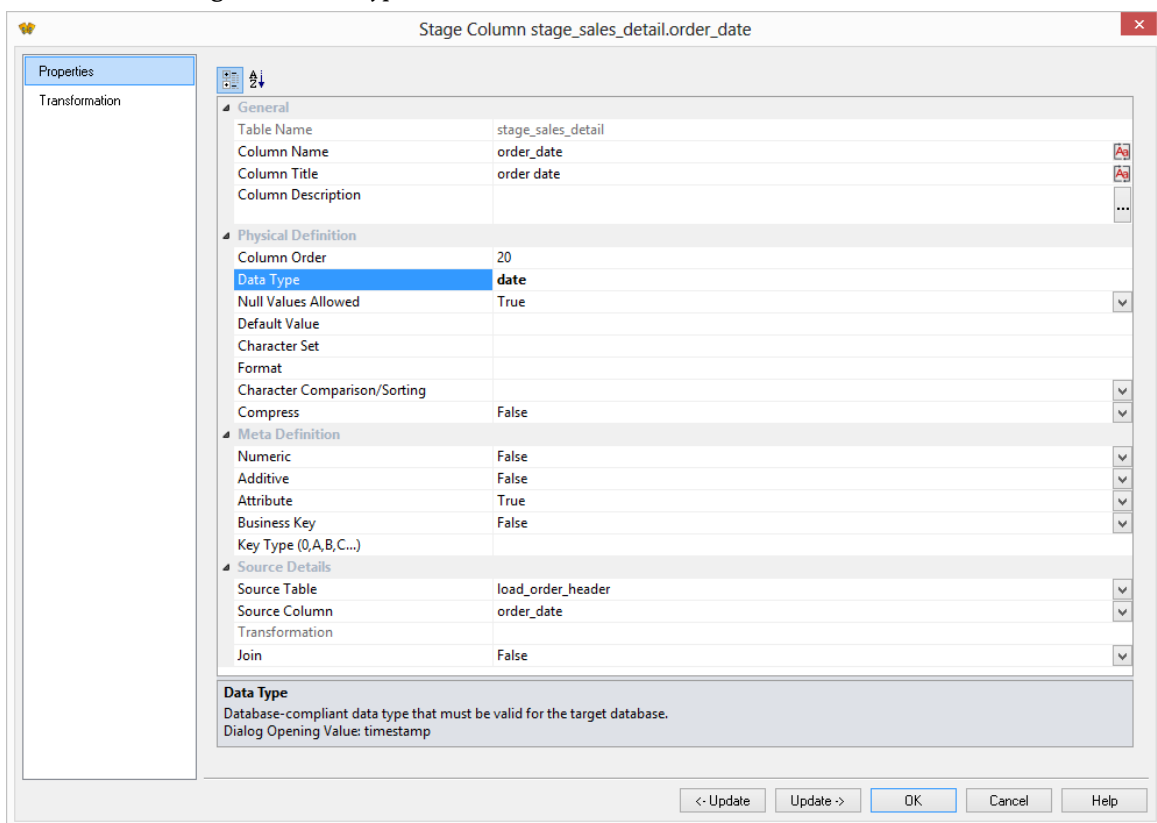 Stage Column stage_sales_detail.order_date
Properties
Transformation
General
Table Name stage_sales_detail
Column Name order_date
Column Title order date
Column Description
...
Physical Definition
Column Order 20
Data Type date
Null Values Allowed True
Default Value
Character Set
Format
Character Comparison/Sorting
Compress False
Meta Definition
Numeric False
Additive False
Attribute True
Business Key False
Key Type (0,A,B,C...)
Source Details
Source Table load_order_header
Source Column order_date
Transformation
Join False
Data Type
Database-compliant data type that must be valid for the target database.
Dialog Opening Value: timestamp
<- Update Update -> OK Cancel Help